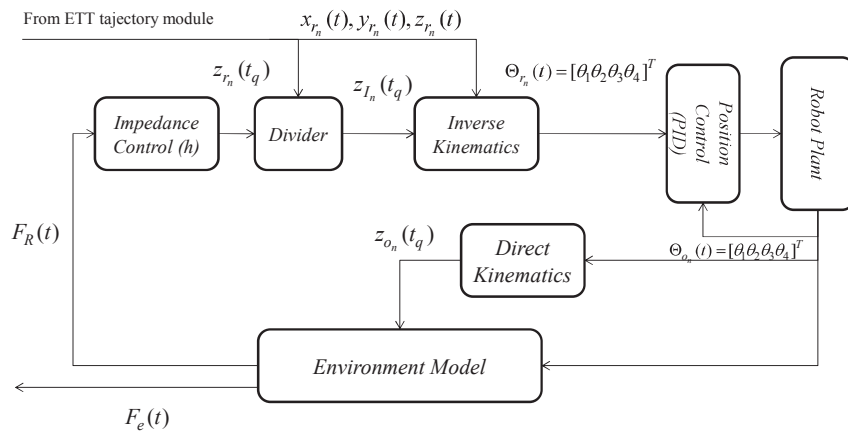 From ETT tajectory module
x_{r_n}(t), y_{r_n}(t), z_{r_n}(t)
z_{r_n}(t_q)
z_{I_n}(t_q)
Θ_{r_n}(t) = [θ_1θ_2θ_3θ_4]^T
Impedance
Control (h)
Divider
Inverse
Kinematics
Position
Control
(PID)
Robot Plant
F_R(t)
z_{o_n}(t_q)
Direct
Kinematics
Θ_{o_n}(t) = [θ_1θ_2θ_3θ_4]^T
Environment Model
F_e(t)